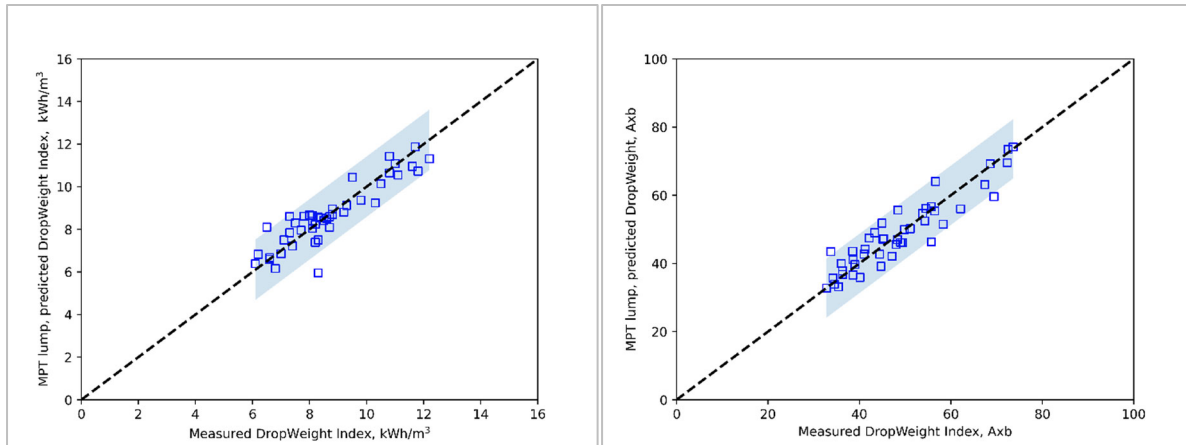 16
14
12
10
8
6
4
2
0
MPT lump, predicted DropWeight Index, kWh/m³
0 2 4 6 8 10 12 14 16
Measured DropWeight Index, kWh/m³
100
80
60
40
20
0
MPT lump, predicted DropWeight, Axb
0 20 40 60 80 100
Measured DropWeight Index, Axb